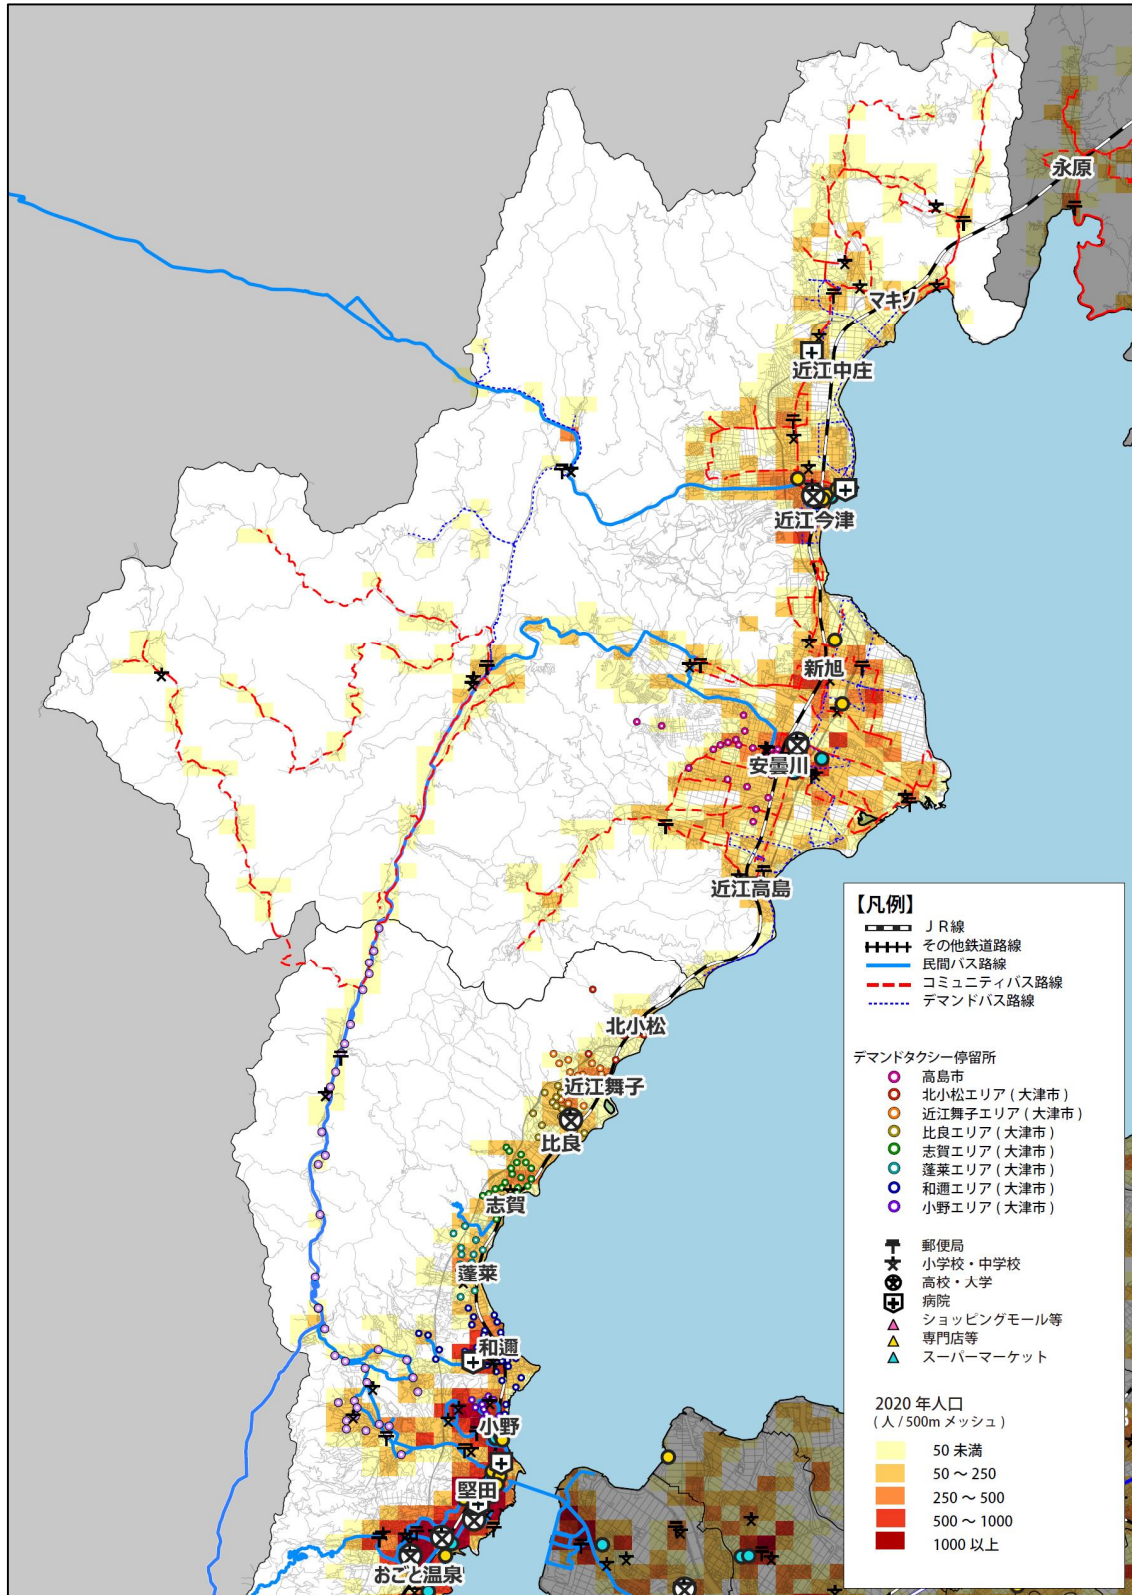 永原
マキノ
近江中庄
近江今津
新旭
安曇川
近江高島
北小松
近江舞子
比良
志賀
蓬莱
和邇
小野
堅田
おごと温泉
【凡例】
ＪＲ線
その他鉄道路線
民間バス路線
コミュニティバス路線
デマンドバス路線
デマンドタクシー停留所
高島市
北小松エリア ( 大津市 )
近江舞子エリア ( 大津市 )
比良エリア ( 大津市 )
志賀エリア ( 大津市 )
蓬莱エリア ( 大津市 )
和邇エリア ( 大津市 )
小野エリア ( 大津市 )
郵便局
小学校・中学校
高校・大学
病院
ショッピングモール等
専門店等
スーパーマーケット
2020 年人口
( 人 / 500m メッシュ )
50 未満
50 ～ 250
250 ～ 500
500 ～ 1000
1000 以上